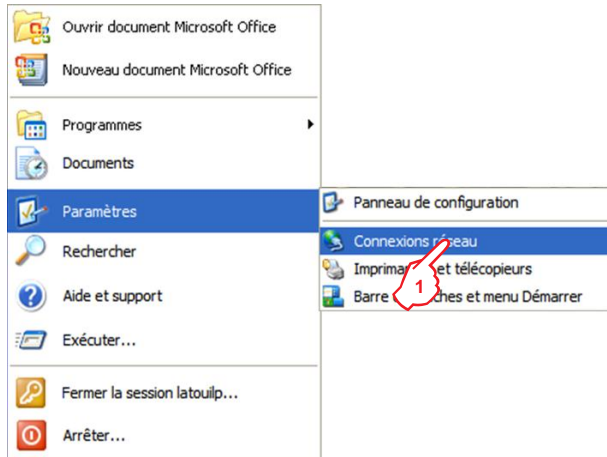 Ouvrir document Microsoft Office
Nouveau document Microsoft Office
Programmes
Documents
Paramètres
Panneau de configuration
Connexions réseau
Rechercher
et télécopieurs
Aide et support
Barre et menu Démarrer
1
Exécuter...
Fermer la session latouilp...
Arrêter...